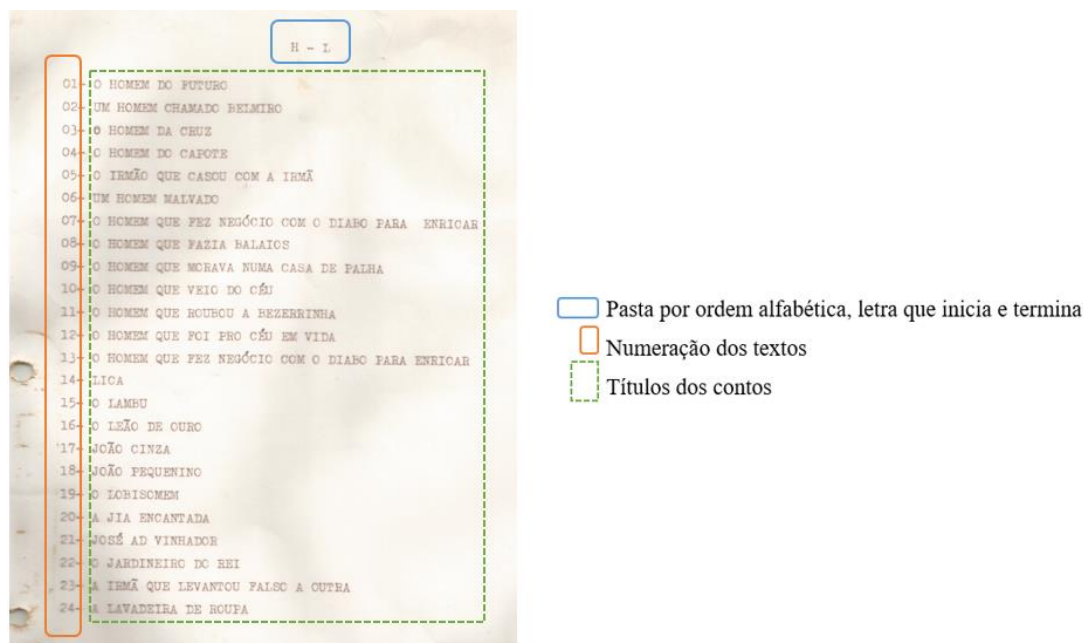 H - L
01- O HOMEM DO FUTURO
02- UM HOMEM CHAMADO BELMIRO
03- O HOMEM DA CRUZ
04- O HOMEM DO CAPOTE
05- O IRMÃO QUE CASOU COM A IRMÃ
06- UM HOMEM MALVADO
07- O HOMEM QUE FEZ NEGÓCIO COM O DIABO PARA ENRICAR
08- O HOMEM QUE FAZIA BALAIOS
09- O HOMEM QUE MORAVA NUMA CASA DE PALHA
10- O HOMEM QUE VEIO DO CÉU
11- O HOMEM QUE ROUBOU A BEZERRINHA
12- O HOMEM QUE FOI PRO CÉU EM VIDA
13- O HOMEM QUE FEZ NEGÓCIO COM O DIABO PARA ENRICAR
14- LICA
15- O LAMBU
16- O LEÃO DE OURO
17- JOÃO CINZA
18- JOÃO PEQUENINO
19- O LOBISOMEM
20- A JIA ENCANTADA
21- JOSÉ AD VINHADOR
22- O JARDINEIRO DO REI
23- A IRMÃ QUE LEVANTOU FALSO A OUTRA
24- A LAVADEIRA DE ROUPA
Pasta por ordem alfabética, letra que inicia e termina
Numeração dos textos
Títulos dos contos